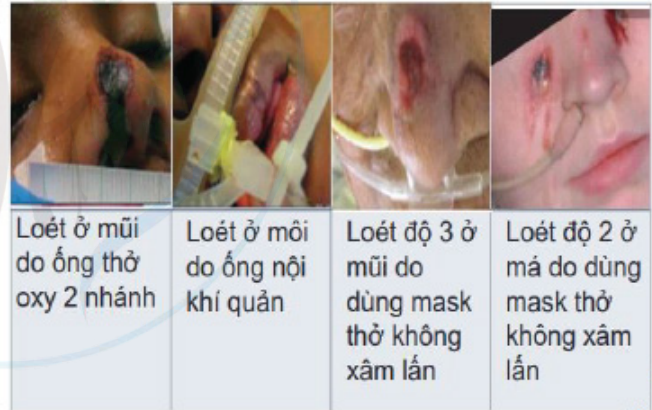 Loét ở mũi
do ống thở
oxy 2 nhánh
Loét ở môi
do ống nội
khí quản
Loét độ 3 ở
mũi do
dùng mask
thở không
xâm lấn
Loét độ 2 ở
má do dùng
mask thở
không xâm
lấn